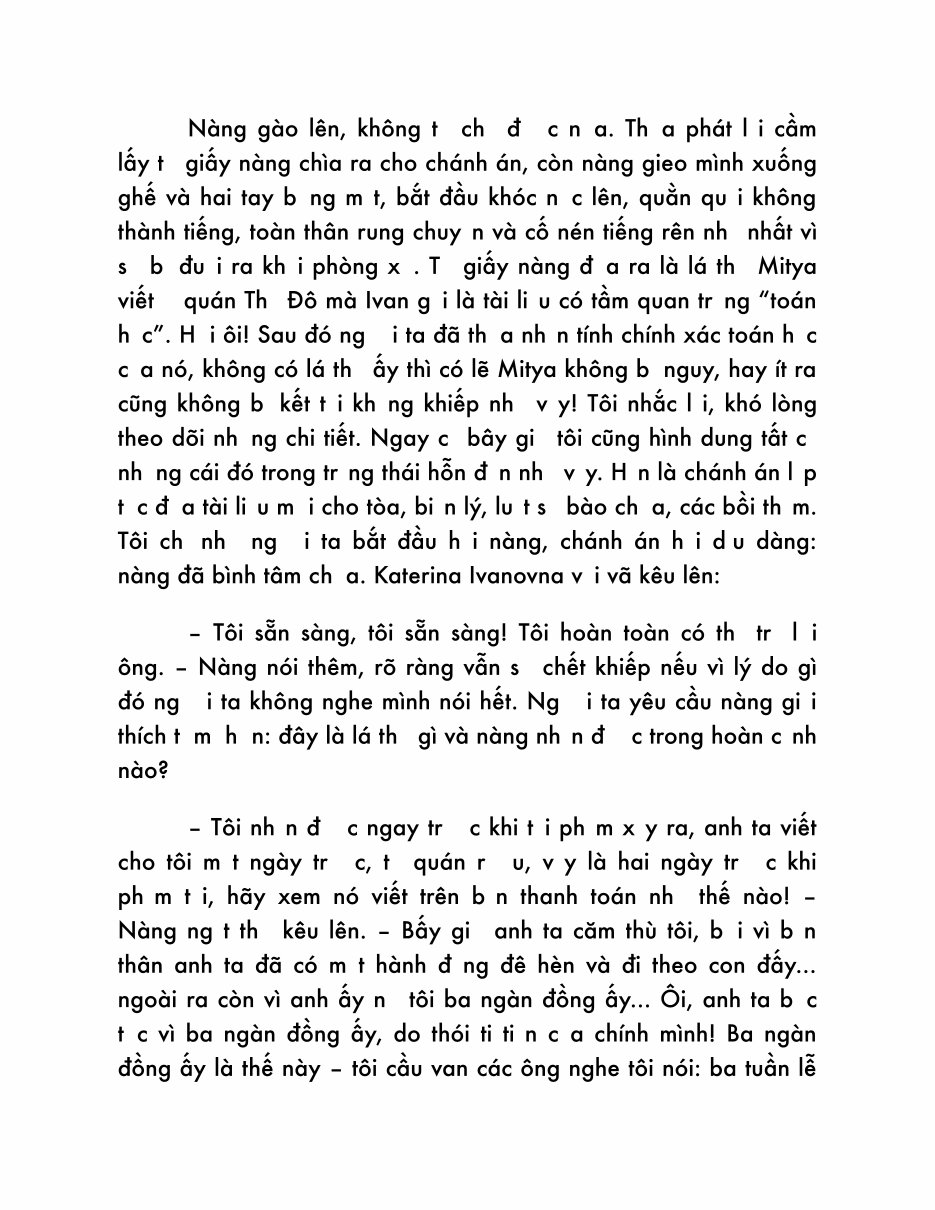 Nàng gào lên, không t ch đ c n a. Th a phát l i cầm
lấy t giấy nàng chìa ra cho chánh án, còn nàng gieo mình xuống
ghế và hai tay b ng m t, bắt đầu khóc n c lên, quằn qu i không
thành tiếng, toàn thân rung chuy n và cố nén tiếng rên nh nhất vì
s b đu i ra kh i phòng x . T giấy nàng đ a ra là lá th Mitya
viết quán Th Đô mà Ivan g i là tài li u có tầm quan tr ng “toán
h c”. H i ôi! Sau đó ng i ta đã th a nh n tính chính xác toán h c
c a nó, không có lá th ấy thì có lẽ Mitya không b nguy, hay ít ra
cũng không b kết t i kh ng khiếp nh v y! Tôi nhắc l i, khó lòng
theo dõi nh ng chi tiết. Ngay c bây gi tôi cũng hình dung tất c
nh ng cái đó trong tr ng thái hỗn đ n nh v y. H n là chánh án l p
t c đ a tài li u m i cho tòa, bi n lý, lu t s bào ch a, các bồi th m.
Tôi ch nh ng i ta bắt đầu h i nàng, chánh án h i d u dàng:
nàng đã bình tâm ch a. Katerina Ivanovna v i vã kêu lên:
– Tôi sẵn sàng, tôi sẵn sàng! Tôi hoàn toàn có th tr l i
ông. – Nàng nói thêm, rõ ràng vẫn s chết khiếp nếu vì lý do gì
đó ng i ta không nghe mình nói hết. Ng i ta yêu cầu nàng gi i
thích t m h n: đây là lá th gì và nàng nh n đ c trong hoàn c nh
nào?
– Tôi nh n đ c ngay tr c khi t i ph m x y ra, anh ta viết
cho tôi m t ngày tr c, t quán r u, v y là hai ngày tr c khi
ph m t i, hãy xem nó viết trên b n thanh toán nh thế nào! –
Nàng ng t th kêu lên. – Bấy gi anh ta căm thù tôi, b i vì b n
thân anh ta đã có m t hành đ ng đê hèn và đi theo con đấy...
ngoài ra còn vì anh ấy n tôi ba ngàn đồng ấy... Ôi, anh ta b c
t c vì ba ngàn đồng ấy, do thói ti ti n c a chính mình! Ba ngàn
đồng ấy là thế này – tôi cầu van các ông nghe tôi nói: ba tuần lễ